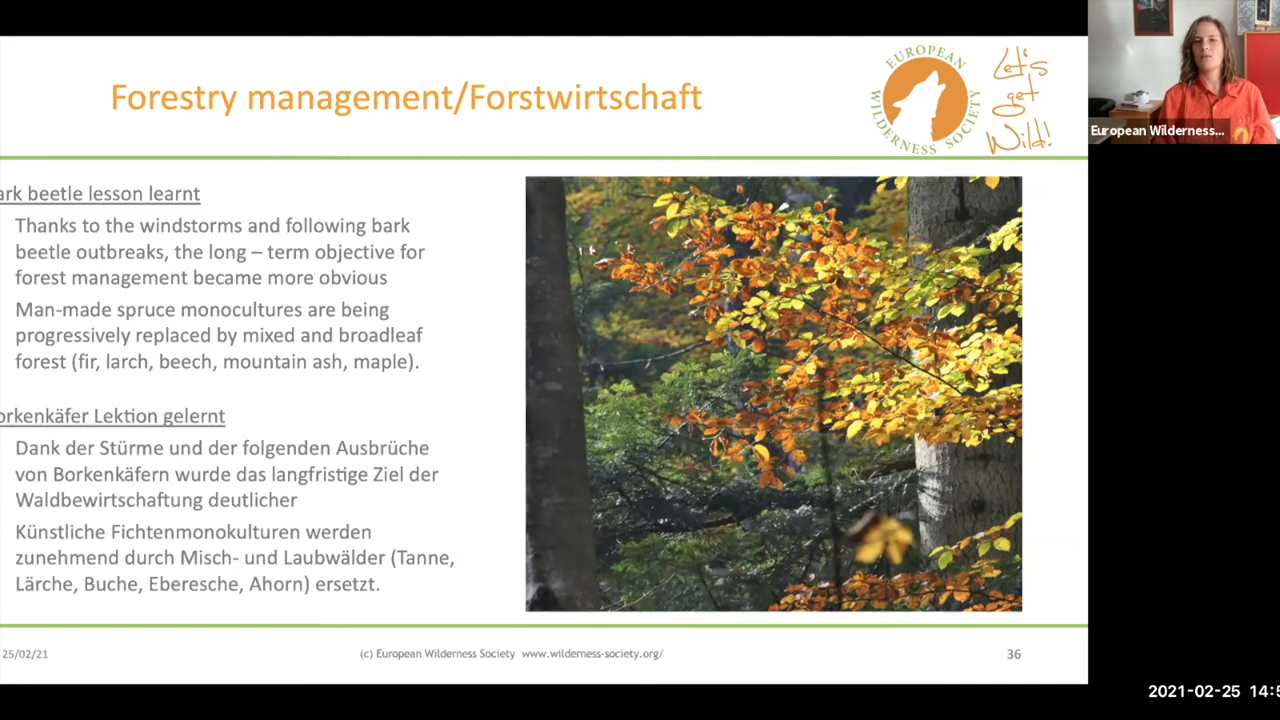 Forestry management/Forstwirtschaft
EUROPEAN
WILDERNESS SOCIETY
Let's
get
Wild!
European Wilderness...
ark beetle lesson learnt
Thanks to the windstorms and following bark
beetle outbreaks, the long – term objective for
forest management became more obvious
Man-made spruce monocultures are being
progressively replaced by mixed and broadleaf
forest (fir, larch, beech, mountain ash, maple).
orkenkäfer Lektion gelernt
Dank der Stürme und der folgenden Ausbrüche
von Borkenkäfern wurde das langfristige Ziel der
Waldbewirtschaftung deutlicher
Künstliche Fichtenmonokulturen werden
zunehmend durch Misch- und Laubwälder (Tanne,
Lärche, Buche, Eberesche, Ahorn) ersetzt.
25/02/21
(c) European Wilderness Society www.wilderness-society.org/
36
2021-02-25 14:5